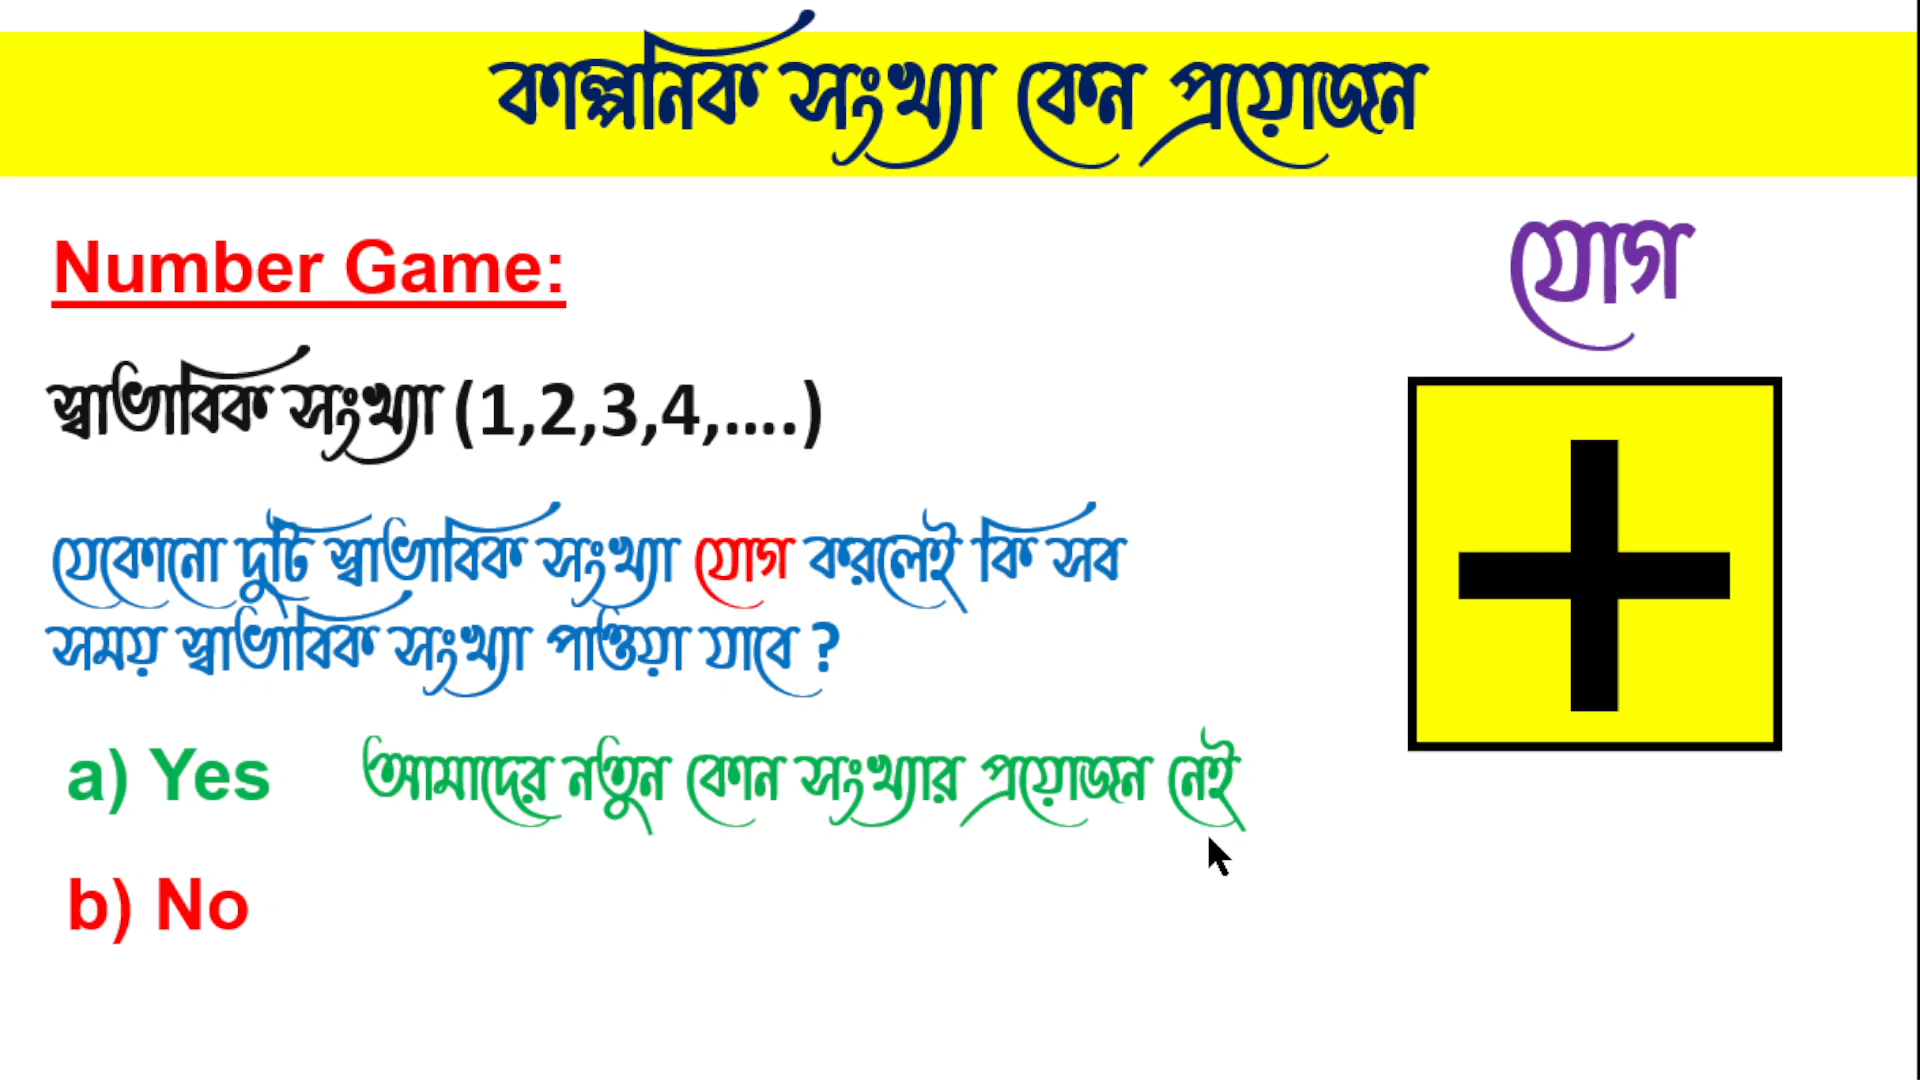 কাল্পনিক সংখ্যা কেন প্রয়োজন
Number Game:
যোগ
স্বাভাবিক সংখ্যা (1,2,3,4,....)
যেকোনো দুটি স্বাভাবিক সংখ্যা যোগ করলেই কি সব
সময় স্বাভাবিক সংখ্যা পাওয়া যাবে ?
a) Yes আমাদের নতুন কোন সংখ্যার প্রয়োজন নেই
b) No